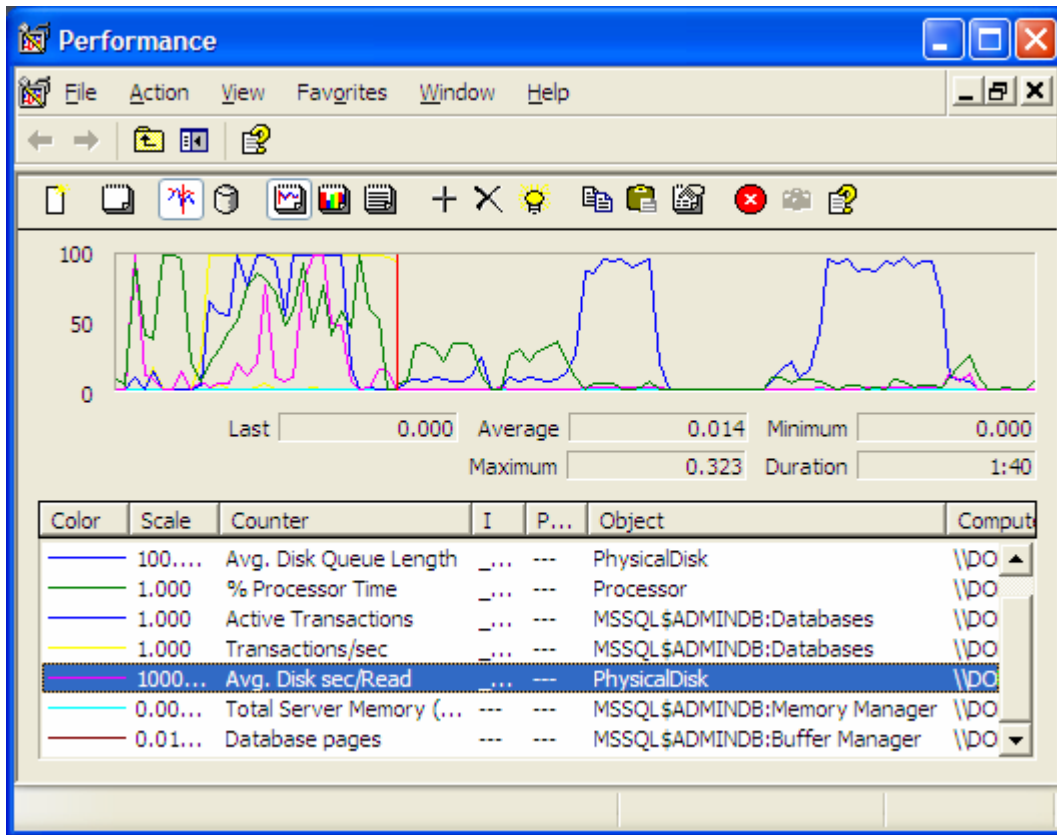 Performance
File Action View Favorites Window Help
100
50
0
Last 0.000 Average 0.014 Minimum 0.000
Maximum 0.323 Duration 1:40
Color Scale Counter I P... Object Comput
100.... Avg. Disk Queue Length _... --- PhysicalDisk \\DO
1.000 % Processor Time _... --- Processor \\DO
1.000 Active Transactions _... --- MSSQL$ADMINDB:Databases \\DO
1.000 Transactions/sec _... --- MSSQL$ADMINDB:Databases \\DO
1000... Avg. Disk sec/Read _... --- PhysicalDisk \\DO
0.00... Total Server Memory (... --- --- MSSQL$ADMINDB:Memory Manager \\DO
0.01... Database pages --- --- MSSQL$ADMINDB:Buffer Manager \\DO